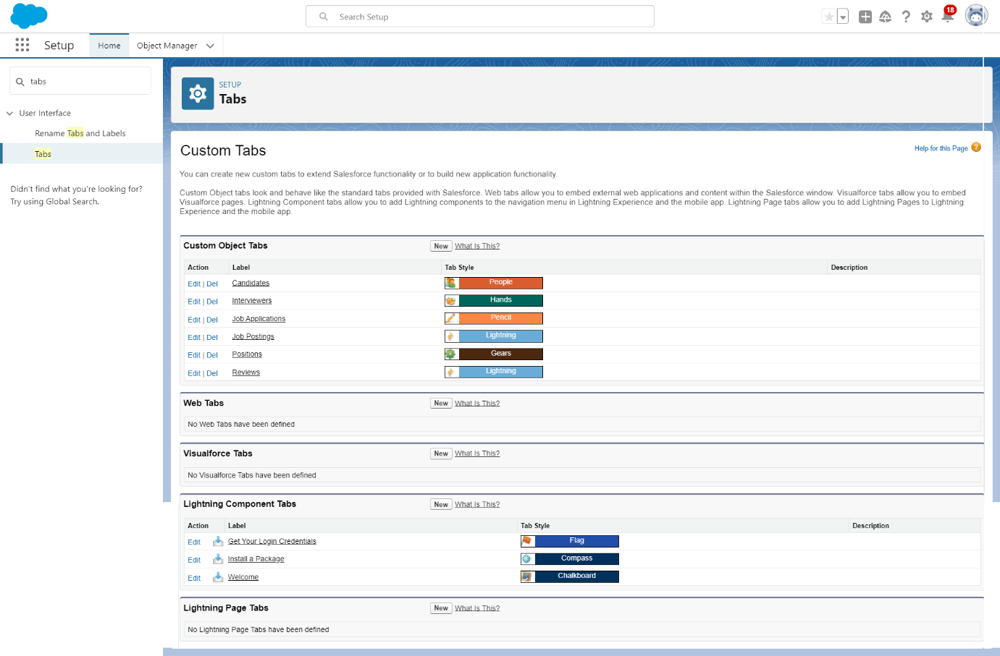 Search Setup
18
Setup
Home
Object Manager
tabs
User Interface
Rename Tabs and Labels
Tabs
Didn't find what you're looking for?
Try using Global Search.
SETUP
Tabs
Custom Tabs
Help for this Page
You can create new custom tabs to extend Salesforce functionality or to build new application functionality.
Custom Object tabs look and behave like the standard tabs provided with Salesforce. Web tabs allow you to embed external web applications and content within the Salesforce window. Visualforce tabs allow you to embed
Visualforce pages. Lightning Component tabs allow you to add Lightning components to the navigation menu in Lightning Experience and the mobile app. Lightning Page tabs allow you to add Lightning Pages to Lightning
Experience and the mobile app.
Custom Object Tabs New What Is This?
Action Label Tab Style Description
Edit | Del Candidates People
Edit | Del Interviewers Hands
Edit | Del Job Applications Pencil
Edit | Del Job Postings Lightning
Edit | Del Positions Gears
Edit | Del Reviews Lightning
Web Tabs New What Is This?
No Web Tabs have been defined
Visualforce Tabs New What Is This?
No Visualforce Tabs have been defined
Lightning Component Tabs New What Is This?
Action Label Tab Style Description
Edit Get Your Login Credentials Flag
Edit Install a Package Compass
Edit Welcome Chalkboard
Lightning Page Tabs New What Is This?
No Lightning Page Tabs have been defined